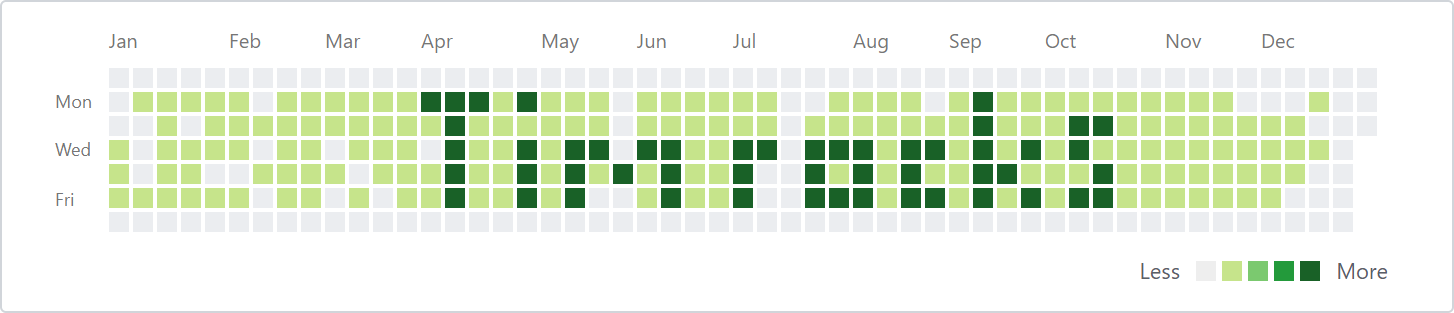 Jan Feb Mar Apr May Jun Jul Aug Sep Oct Nov Dec
Mon
Wed
Fri
Less More